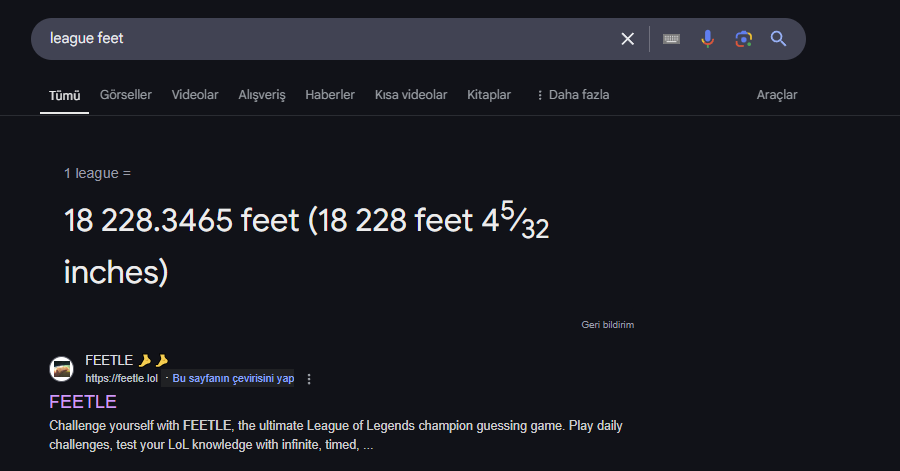 league feet
Tümü Görseller Videolar Alışveriş Haberler Kısa videolar Kitaplar Daha fazla Araçlar
1 league =
18 228.3465 feet (18 228 feet 4 5⁄32
inches)
Geri bildirim
FEETLE 🦶🦶
https://feetle.lol · Bu sayfanın çevirisini yap
FEETLE
Challenge yourself with FEETLE, the ultimate League of Legends champion guessing game. Play daily
challenges, test your LoL knowledge with infinite, timed, ...